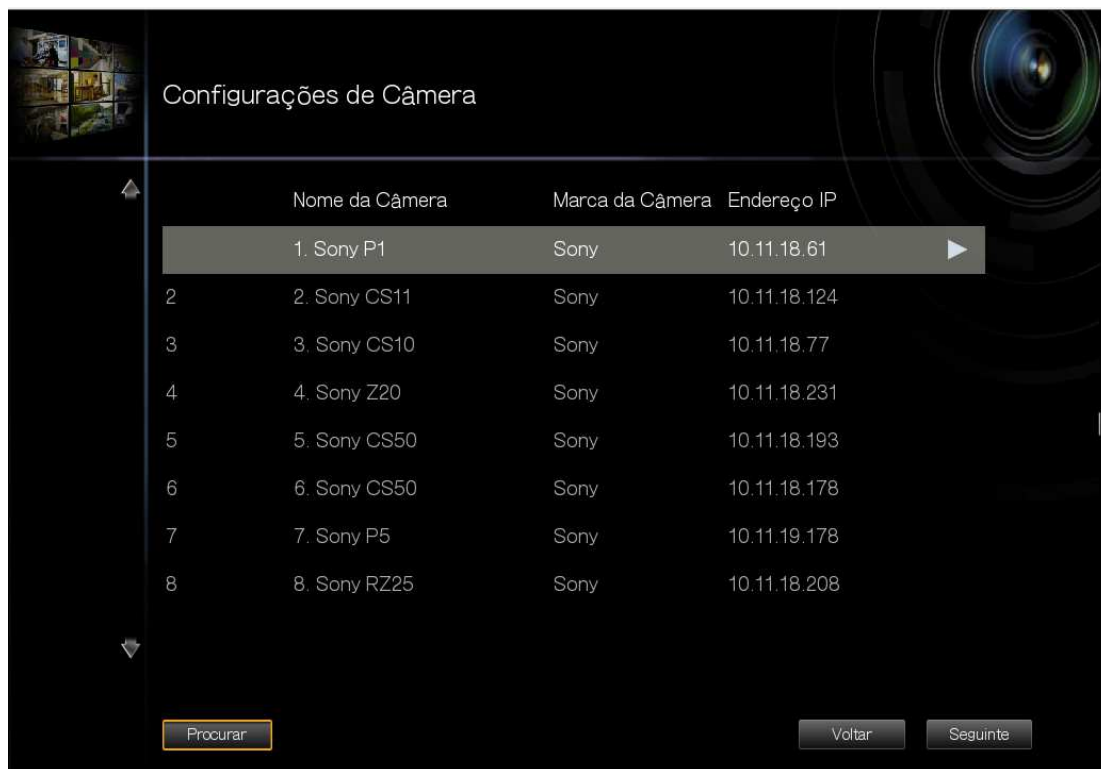 Configurações de Câmera
Nome da Câmera Marca da Câmera Endereço IP
1. Sony P1 Sony 10.11.18.61
2 2. Sony CS11 Sony 10.11.18.124
3 3. Sony CS10 Sony 10.11.18.77
4 4. Sony Z20 Sony 10.11.18.231
5 5. Sony CS50 Sony 10.11.18.193
6 6. Sony CS50 Sony 10.11.18.178
7 7. Sony P5 Sony 10.11.19.178
8 8. Sony RZ25 Sony 10.11.18.208
Procurar Voltar Seguinte